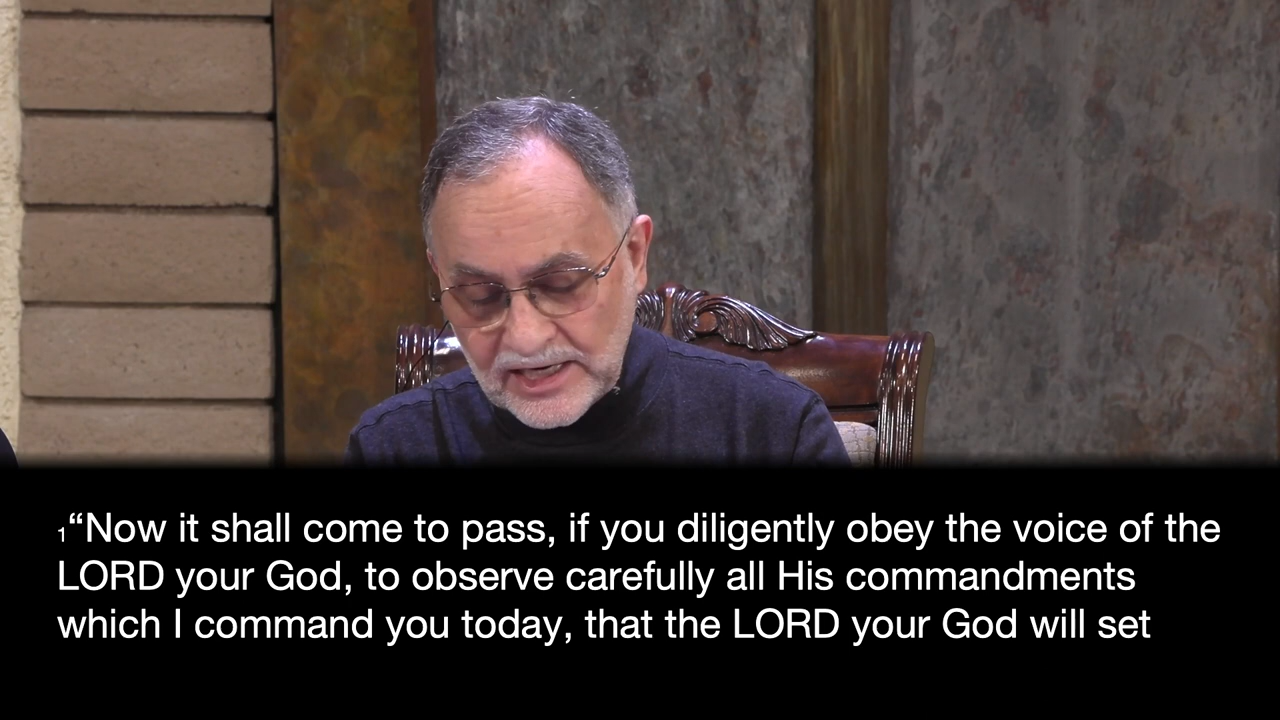 1“Now it shall come to pass, if you diligently obey the voice of the
LORD your God, to observe carefully all His commandments
which I command you today, that the LORD your God will set